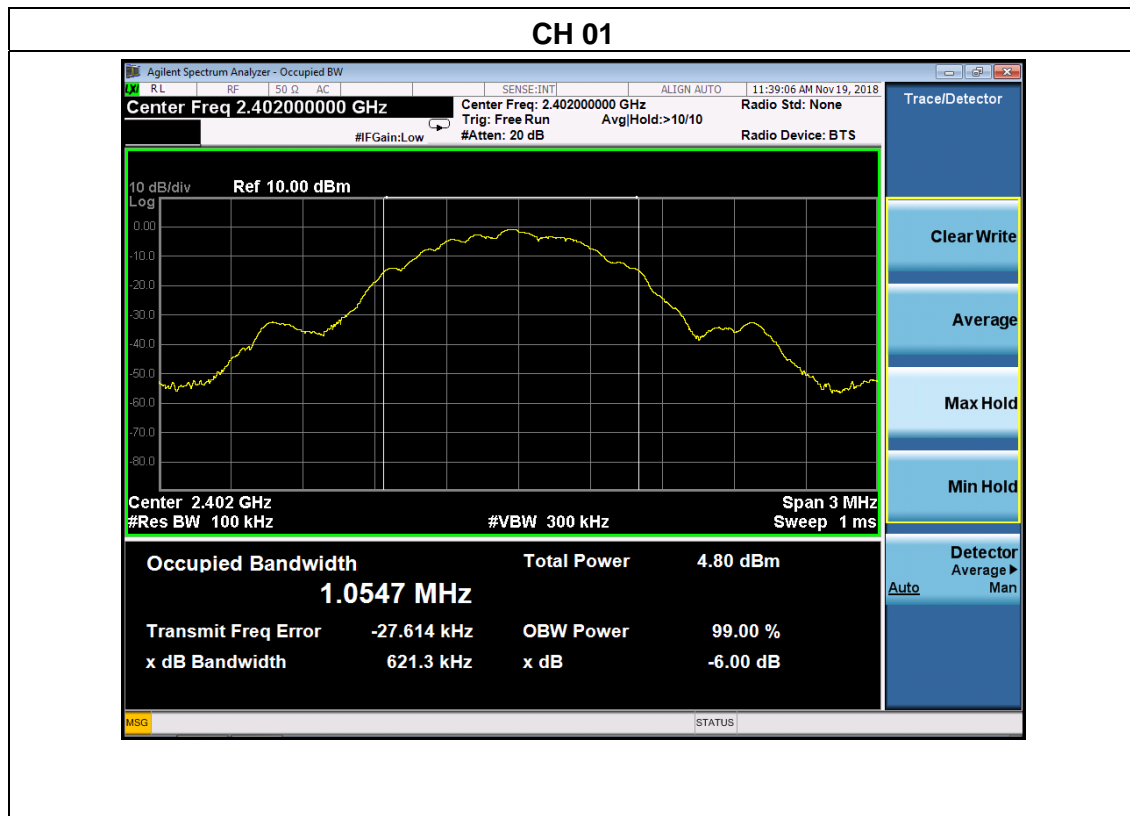 CH 01
Agilent Spectrum Analyzer - Occupied BW
LXI RL RF 50 Ω AC SENSE:INT ALIGN AUTO 11:39:06 AM Nov 19, 2018
Center Freq 2.402000000 GHz
Center Freq: 2.402000000 GHz Radio Std: None
Trig: Free Run Avg|Hold:>10/10
#IFGain:Low #Atten: 20 dB Radio Device: BTS
Trace/Detector
10 dB/div Ref 10.00 dBm
Log
0.00
-10.0
-20.0
-30.0
-40.0
-50.0
-60.0
-70.0
-80.0
Center 2.402 GHz Span 3 MHz
#Res BW 100 kHz #VBW 300 kHz Sweep 1 ms
Clear Write
Average
Max Hold
Min Hold
Detector
Average▶
Auto Man
Occupied Bandwidth Total Power 4.80 dBm
1.0547 MHz
Transmit Freq Error -27.614 kHz OBW Power 99.00 %
x dB Bandwidth 621.3 kHz x dB -6.00 dB
MSG STATUS